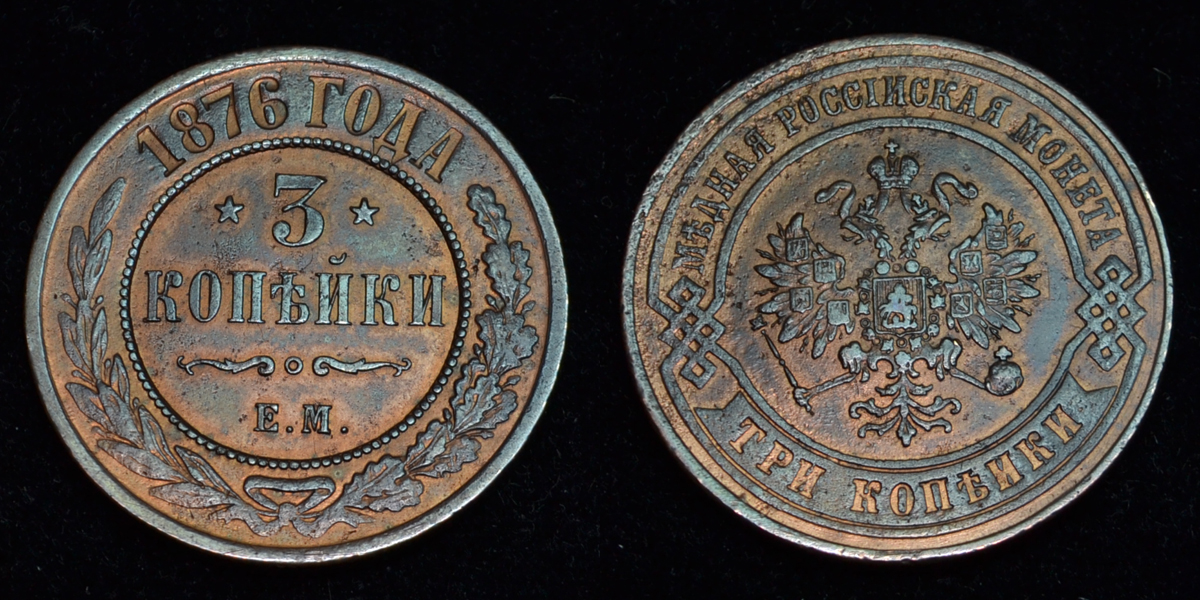 1876 ГОДА
3
КОПѢЙКИ
Е.М.
МѢДНАЯ РОССІЙСКАЯ МОНЕТА
ТРИ КОПѢЙКИ